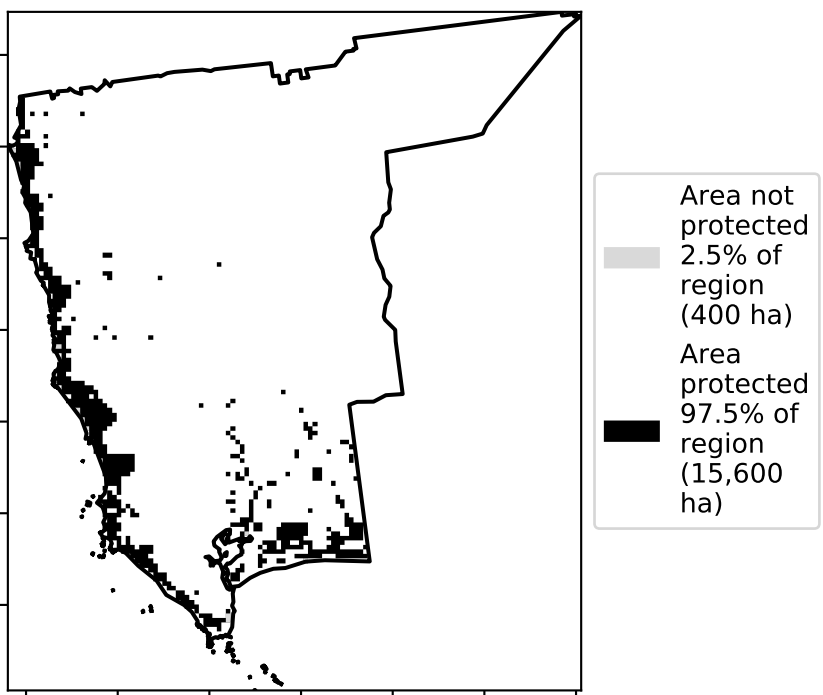 Area not
protected
2.5% of
region
(400 ha)
Area
protected
97.5% of
region
(15,600
ha)